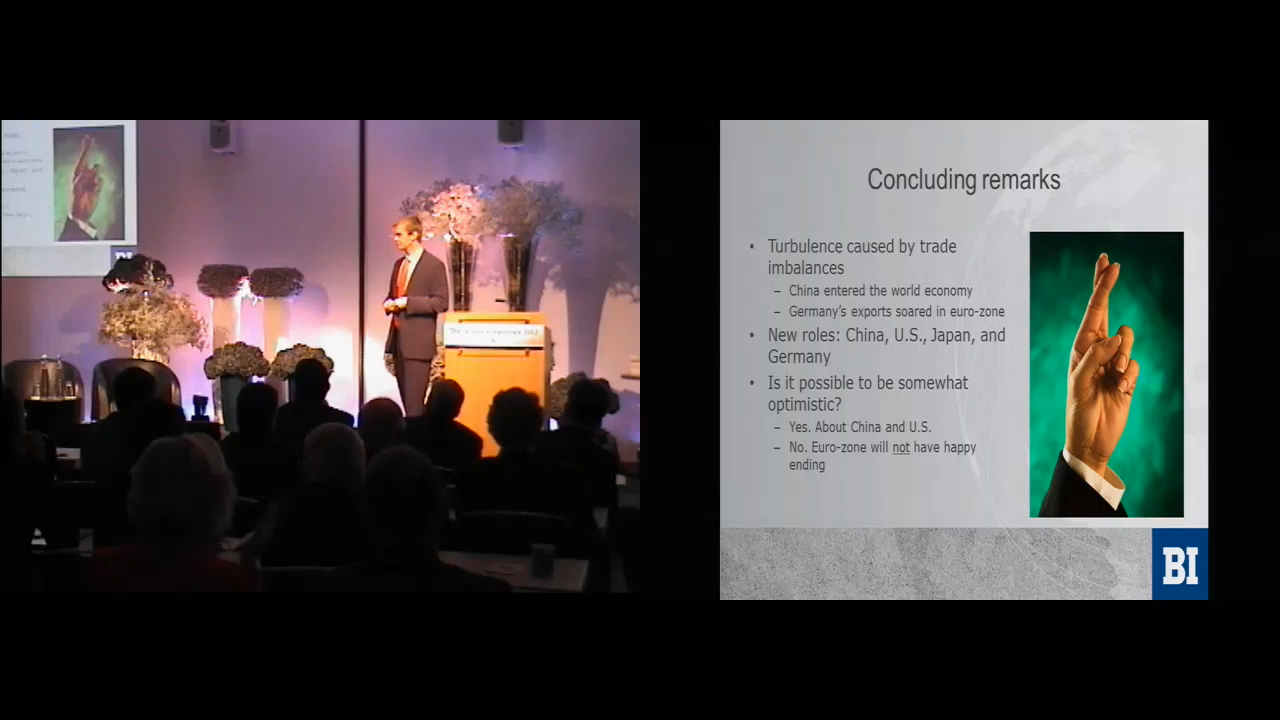 Concluding remarks
• Turbulence caused by trade
imbalances
– China entered the world economy
– Germany's exports soared in euro-zone
• New roles: China, U.S., Japan, and
Germany
• Is it possible to be somewhat
optimistic?
– Yes. About China and U.S.
– No. Euro-zone will not have happy
ending
BI